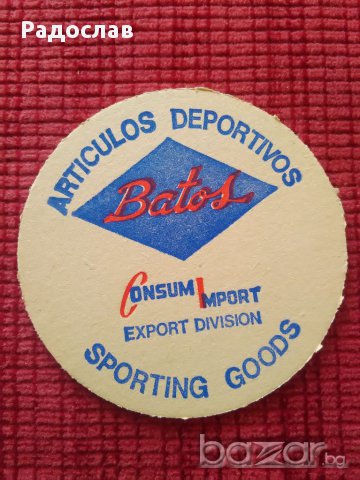 Радослав
ARTICULOS DEPORTIVOS
Batos
CONSUM IMPORT
EXPORT DIVISION
SPORTING GOODS
bazar.bg